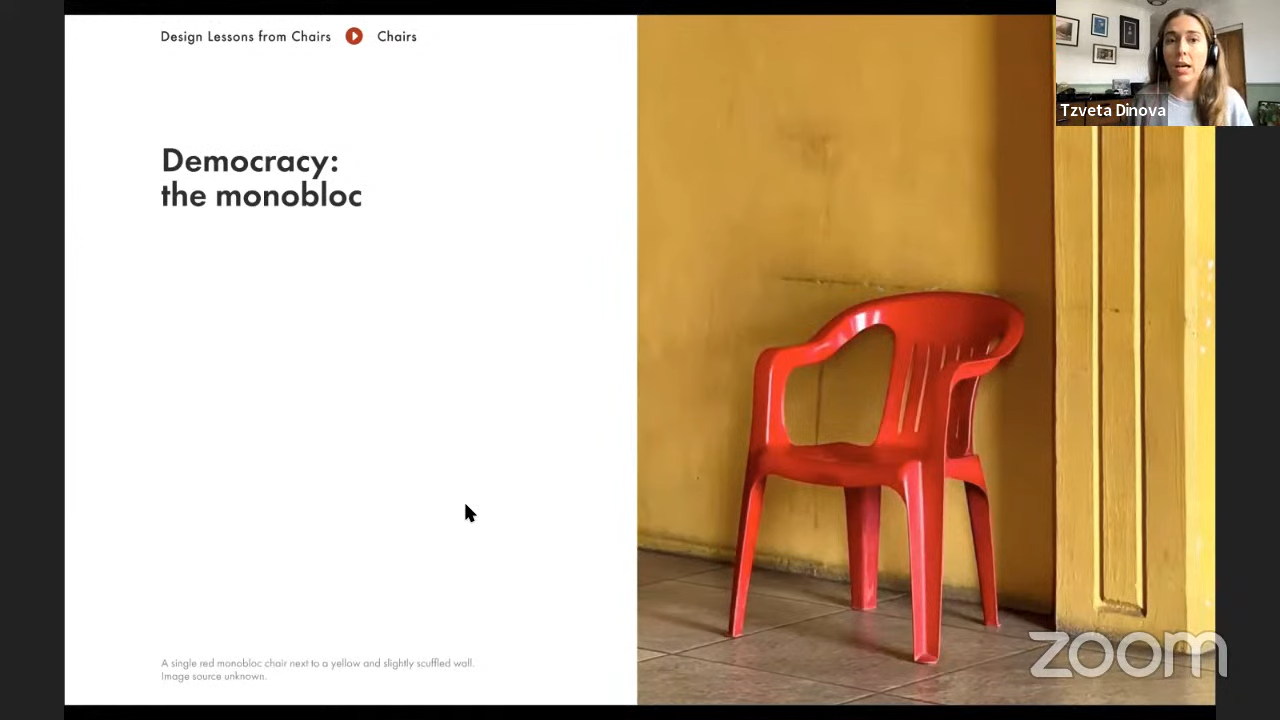 Design Lessons from Chairs Chairs
Tzveta Dinova
Democracy:
the monobloc
A single red monobloc chair next to a yellow and slightly scuffled wall.
Image source unknown.
zoom